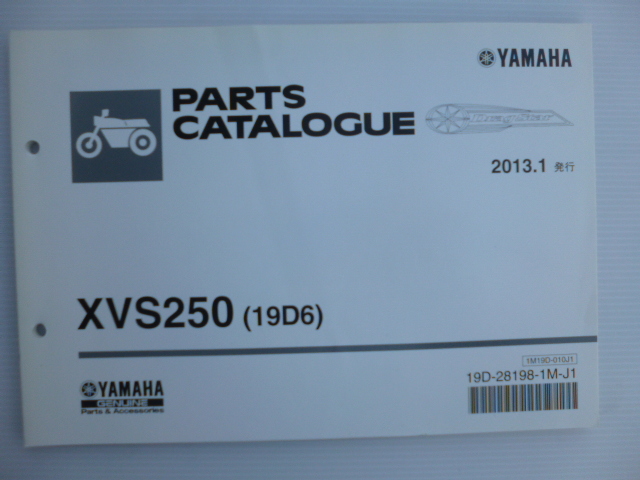 YAMAHA
PARTS
CATALOGUE
DragStar
2013.1 発行
XVS250 (19D6)
1M19D-010J1
19D-28198-1M-J1
YAMAHA
GENUINE
Parts & Accessories